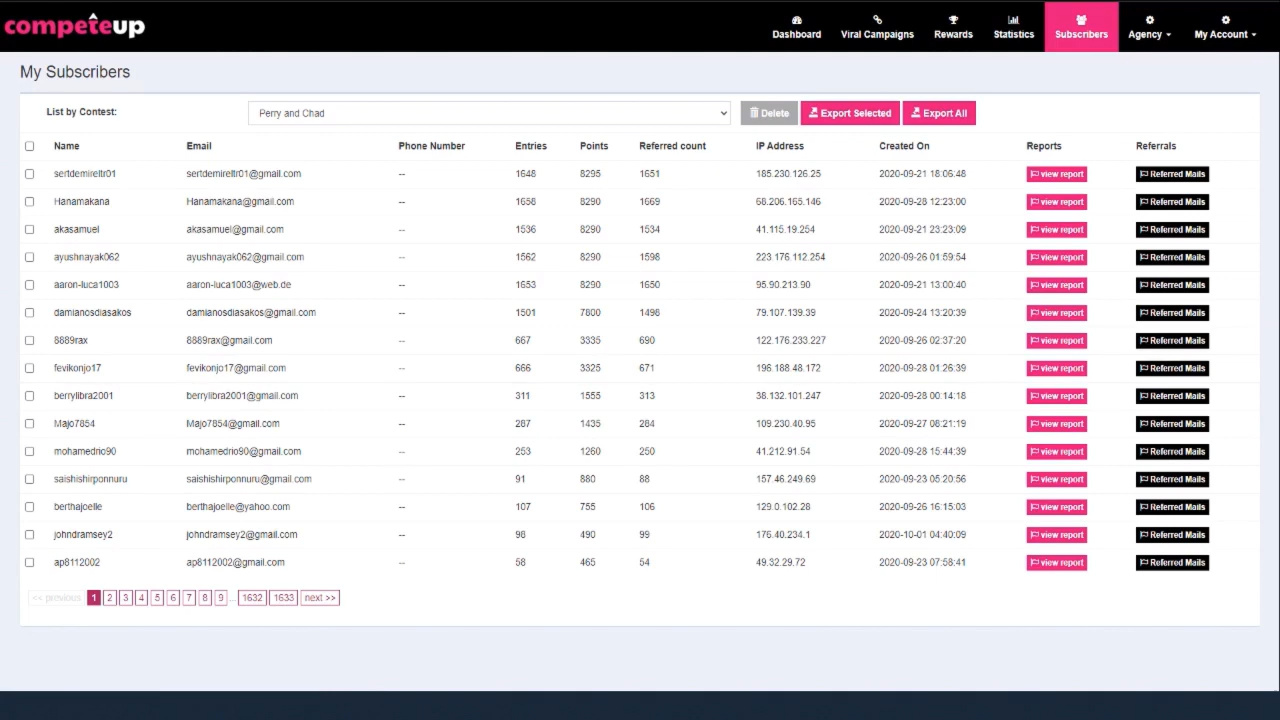 competeup
Dashboard Viral Campaigns Rewards Statistics Subscribers Agency My Account
My Subscribers
List by Contest: Perry and Chad Delete Export Selected Export All
Name Email Phone Number Entries Points Referred count IP Address Created On Reports Referrals
sertdemireltr01 sertdemireltr01@gmail.com -- 1648 8295 1651 185.230.126.25 2020-09-21 18:06:48 view report Referred Mails
Hanamakana Hanamakana@gmail.com -- 1658 8290 1669 68.206.165.146 2020-09-28 12:23:00 view report Referred Mails
akasamuel akasamuel@gmail.com -- 1536 8290 1534 41.115.19.254 2020-09-21 23:23:09 view report Referred Mails
ayushnayak062 ayushnayak062@gmail.com -- 1562 8290 1598 223.176.112.254 2020-09-26 01:59:54 view report Referred Mails
aaron-luca1003 aaron-luca1003@web.de -- 1653 8290 1650 95.90.213.90 2020-09-21 13:00:40 view report Referred Mails
damianosdiasakos damianosdiasakos@gmail.com -- 1501 7800 1498 79.107.139.39 2020-09-24 13:20:39 view report Referred Mails
8889rax 8889rax@gmail.com -- 667 3335 690 122.176.233.227 2020-09-26 02:37:20 view report Referred Mails
fevikonjo17 fevikonjo17@gmail.com -- 666 3325 671 196.188.48.172 2020-09-28 01:26:39 view report Referred Mails
berrylibra2001 berrylibra2001@gmail.com -- 311 1555 313 38.132.101.247 2020-09-28 00:14:18 view report Referred Mails
Majo7854 Majo7854@gmail.com -- 287 1435 284 109.230.40.95 2020-09-27 08:21:19 view report Referred Mails
mohamedrio90 mohamedrio90@gmail.com -- 253 1260 250 41.212.91.54 2020-09-28 15:44:39 view report Referred Mails
saishishirponnuru saishishirponnuru@gmail.com -- 91 880 88 157.46.249.69 2020-09-23 05:20:56 view report Referred Mails
berthajoelle berthajoelle@yahoo.com -- 107 755 106 129.0.102.28 2020-09-26 16:15:03 view report Referred Mails
johndramsey2 johndramsey2@gmail.com -- 98 490 99 176.40.234.1 2020-10-01 04:40:09 view report Referred Mails
ap8112002 ap8112002@gmail.com -- 58 465 54 49.32.29.72 2020-09-23 07:58:41 view report Referred Mails
<< previous 1 2 3 4 5 6 7 8 9 ... 1632 1633 next >>